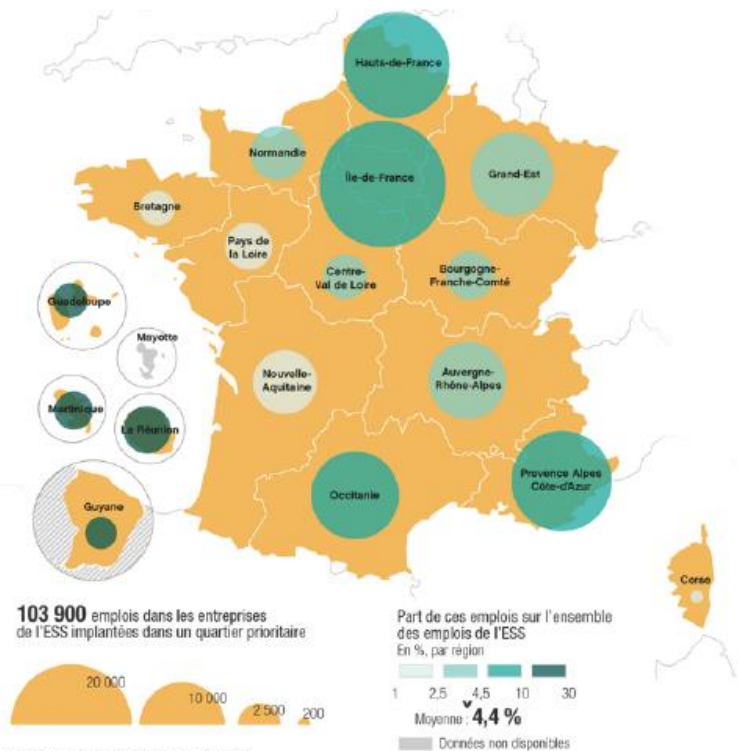 Hauts-de-France
Normandie
Île-de-France
Grand-Est
Bretagne
Pays de
la Loire
Centre-
Val de Loire
Bourgogne-
Franche-Comté
Guadeloupe
Mayotte
Nouvelle-
Aquitaine
Auvergne-
Rhône-Alpes
Martinique
La Réunion
Provence Alpes
Côte-d'Azur
Occitanie
Guyane
Corse
103 900 emplois dans les entreprises
de l'ESS implantées dans un quartier prioritaire
20 000
10 000
2 500
200
Part de ces emplois sur l'ensemble
des emplois de l'ESS
En %, par région
1 2,5 4,5 10 30
Moyenne : 4,4 %
Données non disponibles